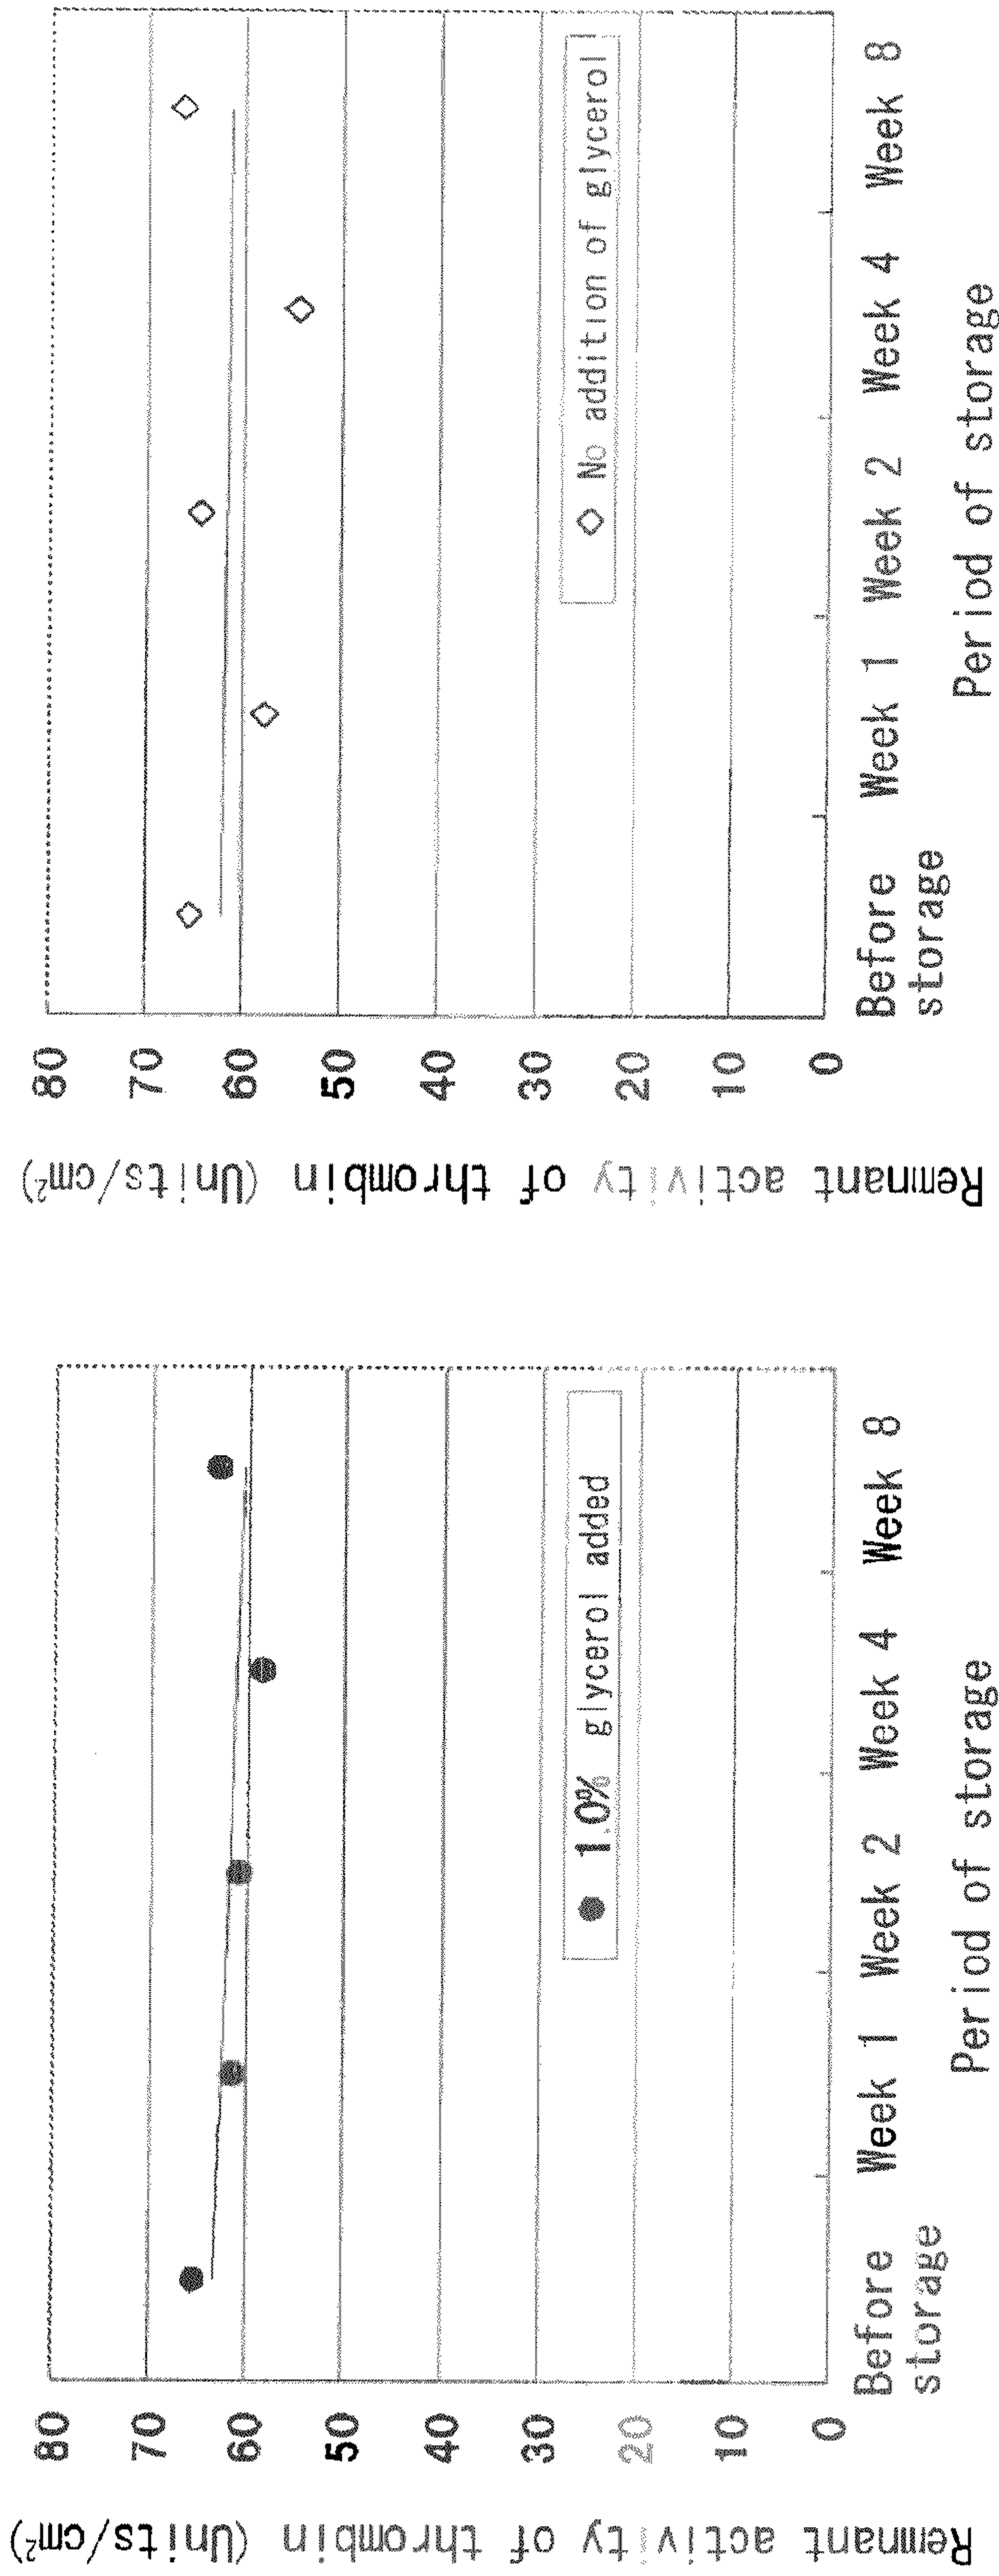 Remnant activity of thrombin (Units/cm²)
80
70
60
50
40
30
20
10
0
● 1.0% glycerol added
Before storage
Week 1
Week 2
Week 4
Week 8
Period of storage
Remnant activity of thrombin (Units/cm²)
80
70
60
50
40
30
20
10
0
◇ No addition of glycerol
Before storage
Week 1
Week 2
Week 4
Week 8
Period of storage